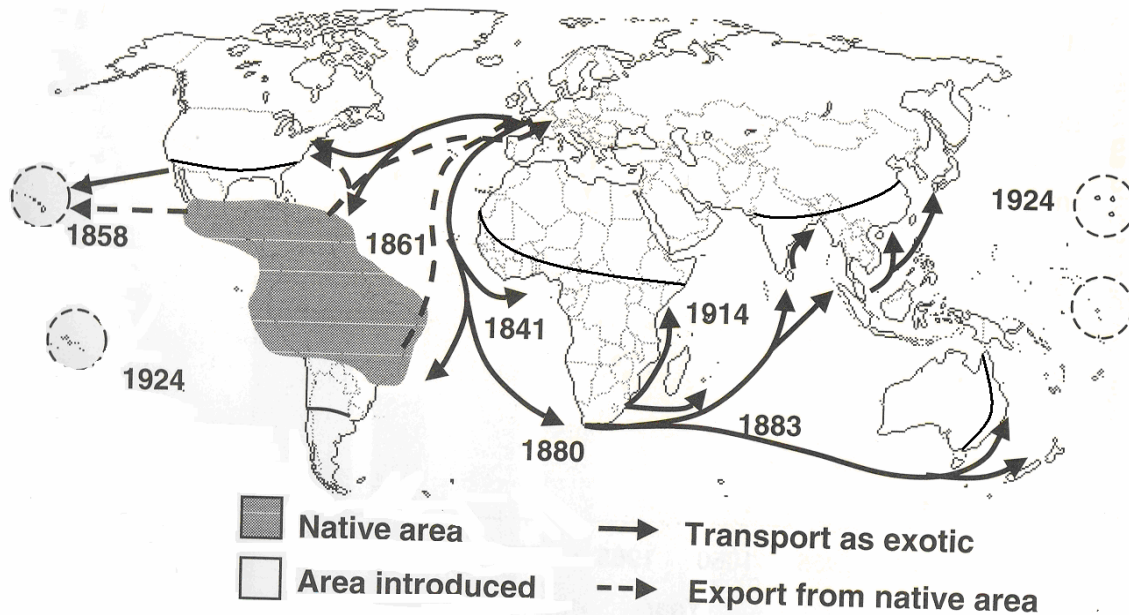 1924
1858
1861
1841
1914
1924
1880
1883
Native area
Transport as exotic
Area introduced
Export from native area